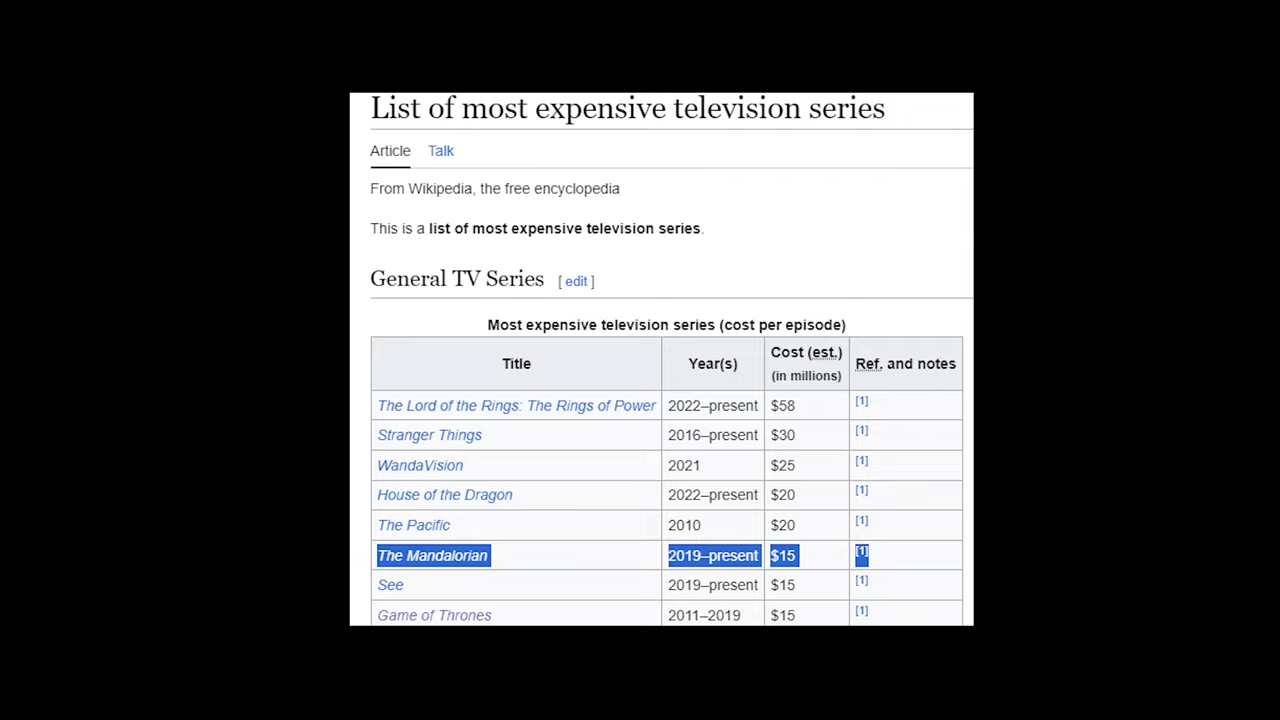 List of most expensive television series
Article Talk
From Wikipedia, the free encyclopedia
This is a list of most expensive television series.
General TV Series [ edit ]
Most expensive television series (cost per episode)
Title Year(s) Cost (est.) (in millions) Ref. and notes
The Lord of the Rings: The Rings of Power 2022–present $58 [1]
Stranger Things 2016–present $30 [1]
WandaVision 2021 $25 [1]
House of the Dragon 2022–present $20 [1]
The Pacific 2010 $20 [1]
The Mandalorian 2019–present $15 [1]
See 2019–present $15 [1]
Game of Thrones 2011–2019 $15 [1]